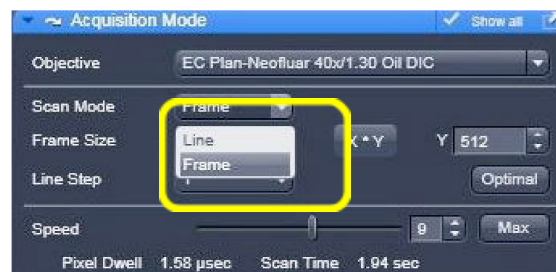 Acquisition Mode Show all
Objective EC Plan-Neofluar 40x/1.30 Oil DIC
Scan Mode Frame
Frame Size Line X * Y Y 512
Frame
Line Step Optimal
Speed 9 Max
Pixel Dwell 1.58 µsec Scan Time 1.94 sec